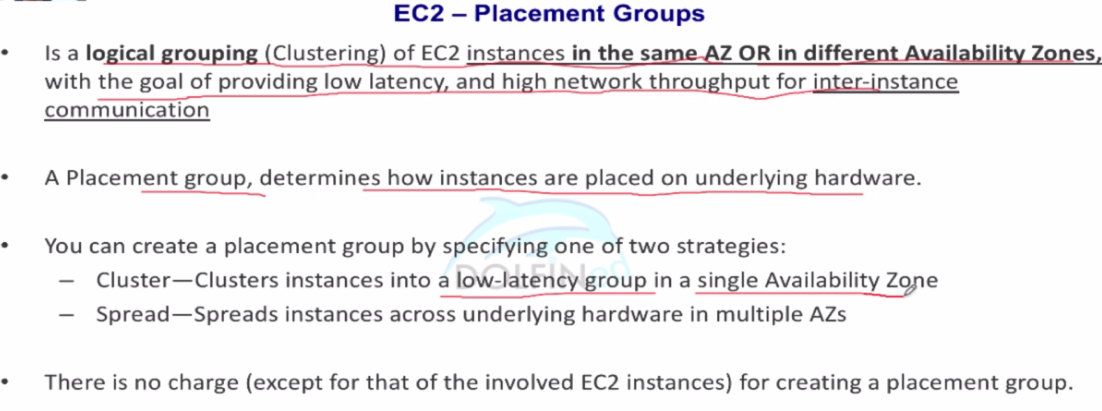 EC2 – Placement Groups
• Is a logical grouping (Clustering) of EC2 instances in the same AZ OR in different Availability Zones,
with the goal of providing low latency, and high network throughput for inter-instance
communication
• A Placement group, determines how instances are placed on underlying hardware.
• You can create a placement group by specifying one of two strategies:
– Cluster—Clusters instances into a low-latency group in a single Availability Zone
DOLFIN
– Spread—Spreads instances across underlying hardware in multiple AZs
• There is no charge (except for that of the involved EC2 instances) for creating a placement group.